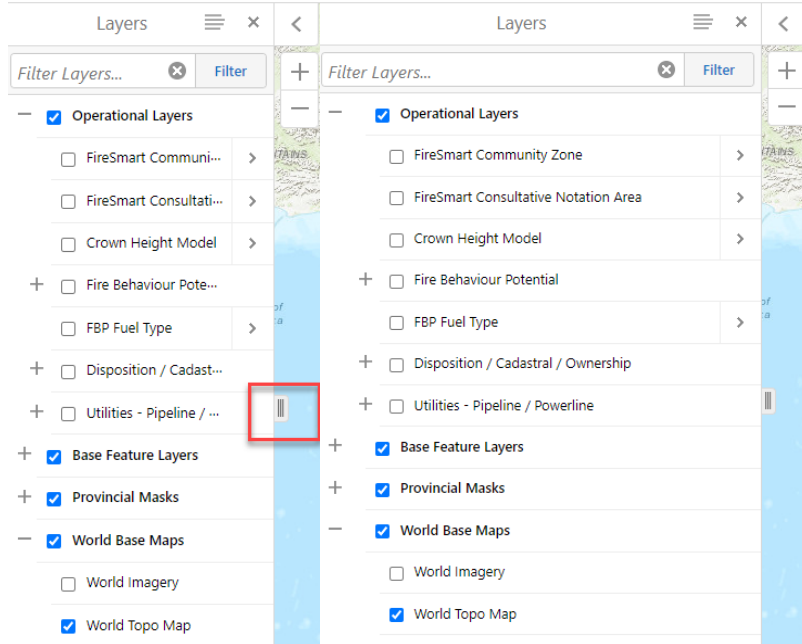 Layers
Filter Layers...
Filter
Operational Layers
FireSmart Communi...
FireSmart Consultati...
Crown Height Model
Fire Behaviour Pote...
FBP Fuel Type
Disposition / Cadast...
Utilities - Pipeline / ...
Base Feature Layers
Provincial Masks
World Base Maps
World Imagery
World Topo Map
TAINS
of
Layers
Filter Layers...
Filter
Operational Layers
FireSmart Community Zone
FireSmart Consultative Notation Area
Crown Height Model
Fire Behaviour Potential
FBP Fuel Type
Disposition / Cadastral / Ownership
Utilities - Pipeline / Powerline
Base Feature Layers
Provincial Masks
World Base Maps
World Imagery
World Topo Map
TAINS
of